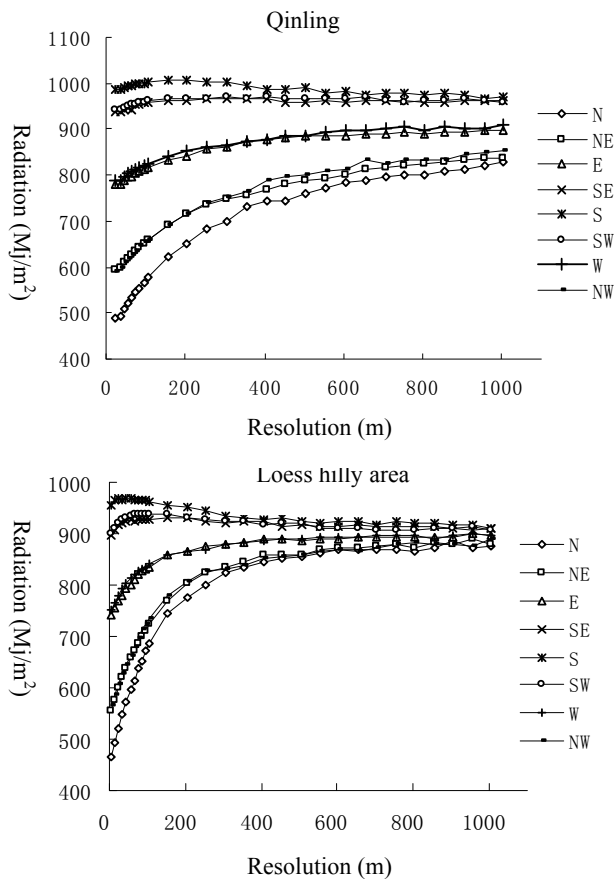 Qinling
1100
1000
900
800
700
600
500
400
0 200 400 600 800 1000
Radiation (Mj/m²)
Resolution (m)
N
NE
E
SE
S
SW
W
NW
Loess hilly area
1000
900
800
700
600
500
400
0 200 400 600 800 1000
Radiation (Mj/m²)
Resolution (m)
N
NE
E
SE
S
SW
W
NW